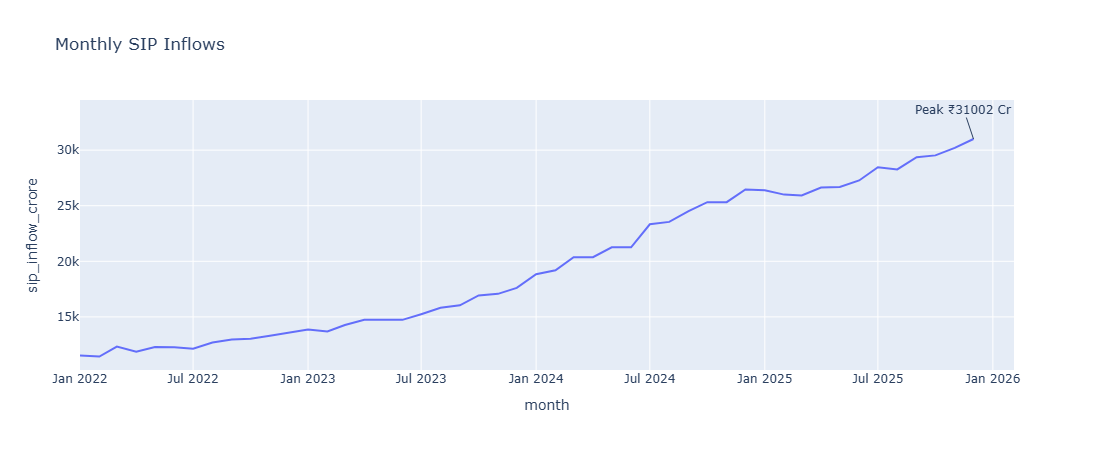 Monthly SIP Inflows
Peak ₹31002 Cr
30k
25k
20k
15k
sip_inflow_crore
Jan 2022 Jul 2022 Jan 2023 Jul 2023 Jan 2024 Jul 2024 Jan 2025 Jul 2025 Jan 2026
month